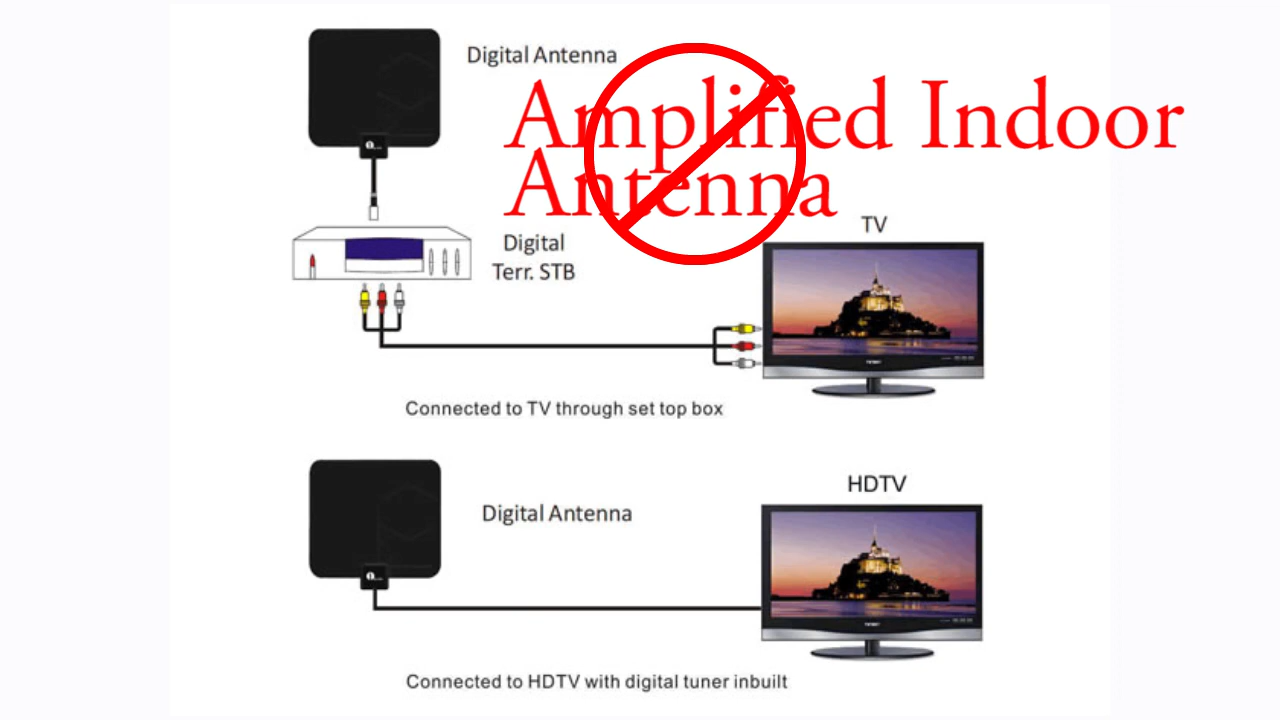 Digital Antenna
Amplified Indoor
Antenna
TV
Digital
Terr. STB
Connected to TV through set top box
HDTV
Digital Antenna
Connected to HDTV with digital tuner inbuilt